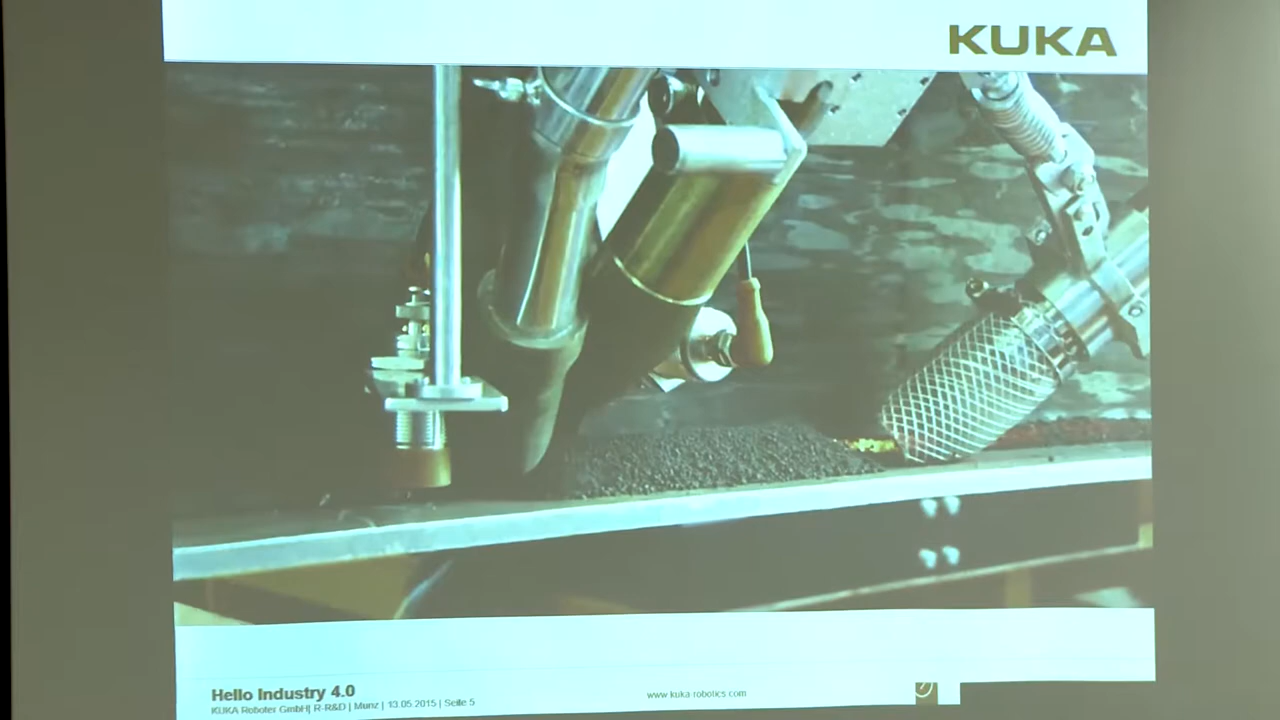 KUKA
Hello Industry 4.0
KUKA Roboter GmbH| R-R&D | Munz | 13.05.2015 | Seite 5
www.kuka-robotics.com